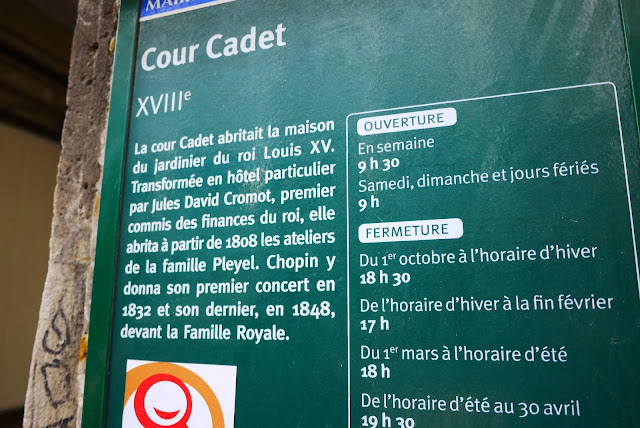 Cour Cadet
XVIIIe
La cour Cadet abritait la maison
du jardinier du roi Louis XV.
Transformée en hôtel particulier
par Jules David Cromot, premier
commis des finances du roi, elle
abrita à partir de 1808 les ateliers
de la famille Pleyel. Chopin y
donna son premier concert en
1832 et son dernier, en 1848,
devant la Famille Royale.
OUVERTURE
En semaine
9 h 30
Samedi, dimanche et jours fériés
9 h
FERMETURE
Du 1er octobre à l'horaire d'hiver
18 h 30
De l'horaire d'hiver à la fin février
17 h
Du 1er mars à l'horaire d'été
18 h
De l'horaire d'été au 30 avril
19 h 30